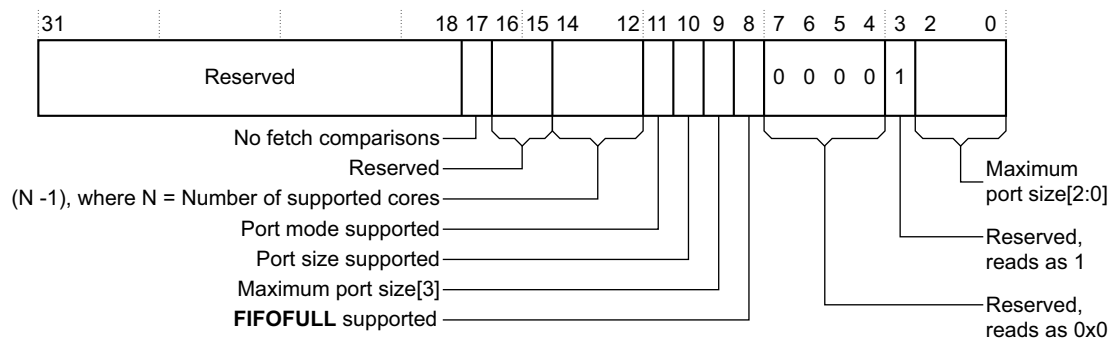 31 18 17 16 15 14 12 11 10 9 8 7 6 5 4 3 2 0
Reserved 0 0 0 0 1
No fetch comparisons
Reserved
(N -1), where N = Number of supported cores
Port mode supported
Port size supported
Maximum port size[3]
FIFOFULL supported
Maximum
port size[2:0]
Reserved,
reads as 1
Reserved,
reads as 0x0